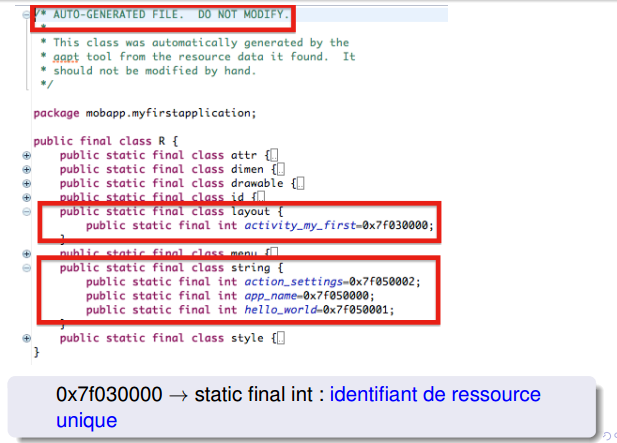 /* AUTO-GENERATED FILE.  DO NOT MODIFY.
 *
 * This class was automatically generated by the
 * aapt tool from the resource data it found.  It
 * should not be modified by hand.
 */
package mobapp.myfirstapplication;
public final class R {
    public static final class attr {
    public static final class dimen {
    public static final class drawable {
    public static final class id {
    public static final class layout {
        public static final int activity_my_first=0x7f030000;
    }
    public static final class menu {
    public static final class string {
        public static final int action_settings=0x7f050002;
        public static final int app_name=0x7f050000;
        public static final int hello_world=0x7f050001;
    }
    public static final class style {
}
0x7f030000 → static final int : identifiant de ressource
unique